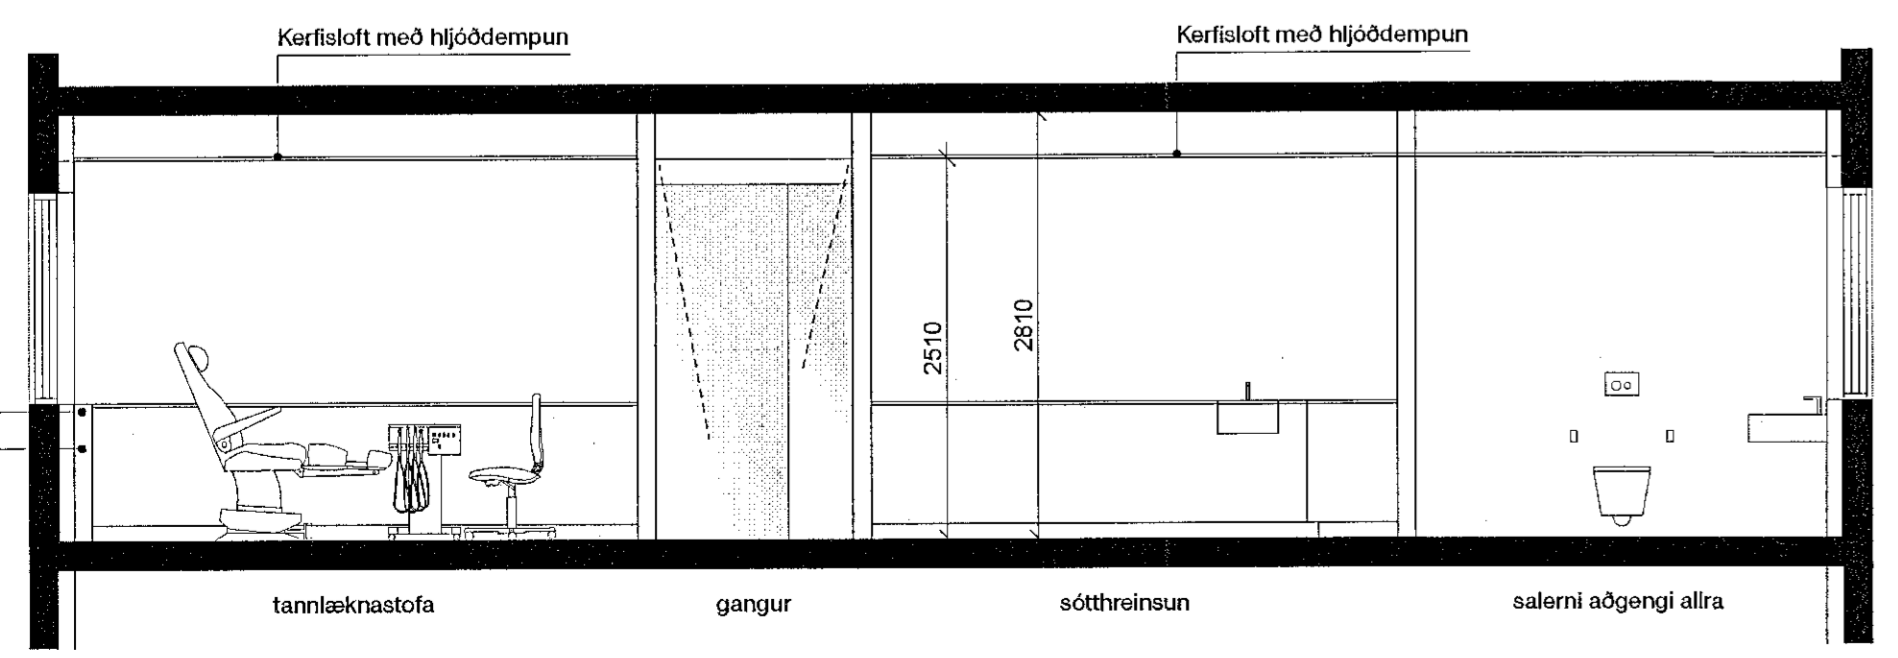 Kerfisloft með hljóðdempun
Kerfisloft með hljóðdempun
2510
2810
tannlæknastofa
gangur
sótthreinsun
salerni aðgengi allra